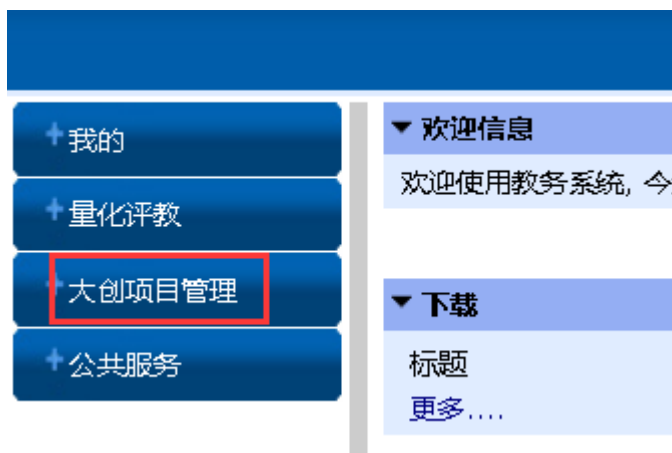 我的
量化评教
大创项目管理
公共服务
欢迎信息
欢迎使用教务系统, 今
下载
标题
更多....